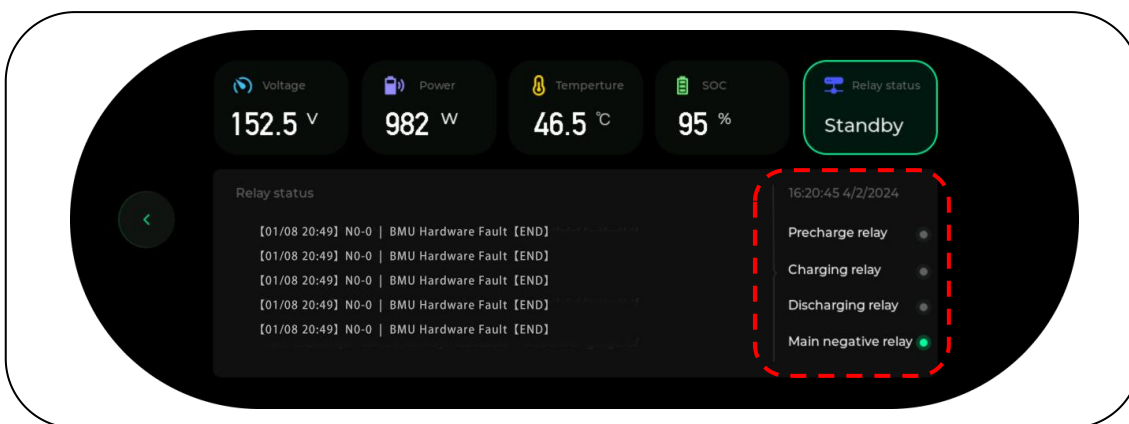 Voltage
152.5 V
Power
982 W
Temperture
46.5 ℃
SOC
95 %
Relay status
Standby
Relay status
【01/08 20:49】N0-0 | BMU Hardware Fault【END】
【01/08 20:49】N0-0 | BMU Hardware Fault【END】
【01/08 20:49】N0-0 | BMU Hardware Fault【END】
【01/08 20:49】N0-0 | BMU Hardware Fault【END】
【01/08 20:49】N0-0 | BMU Hardware Fault【END】
16:20:45 4/2/2024
Precharge relay
Charging relay
Discharging relay
Main negative relay